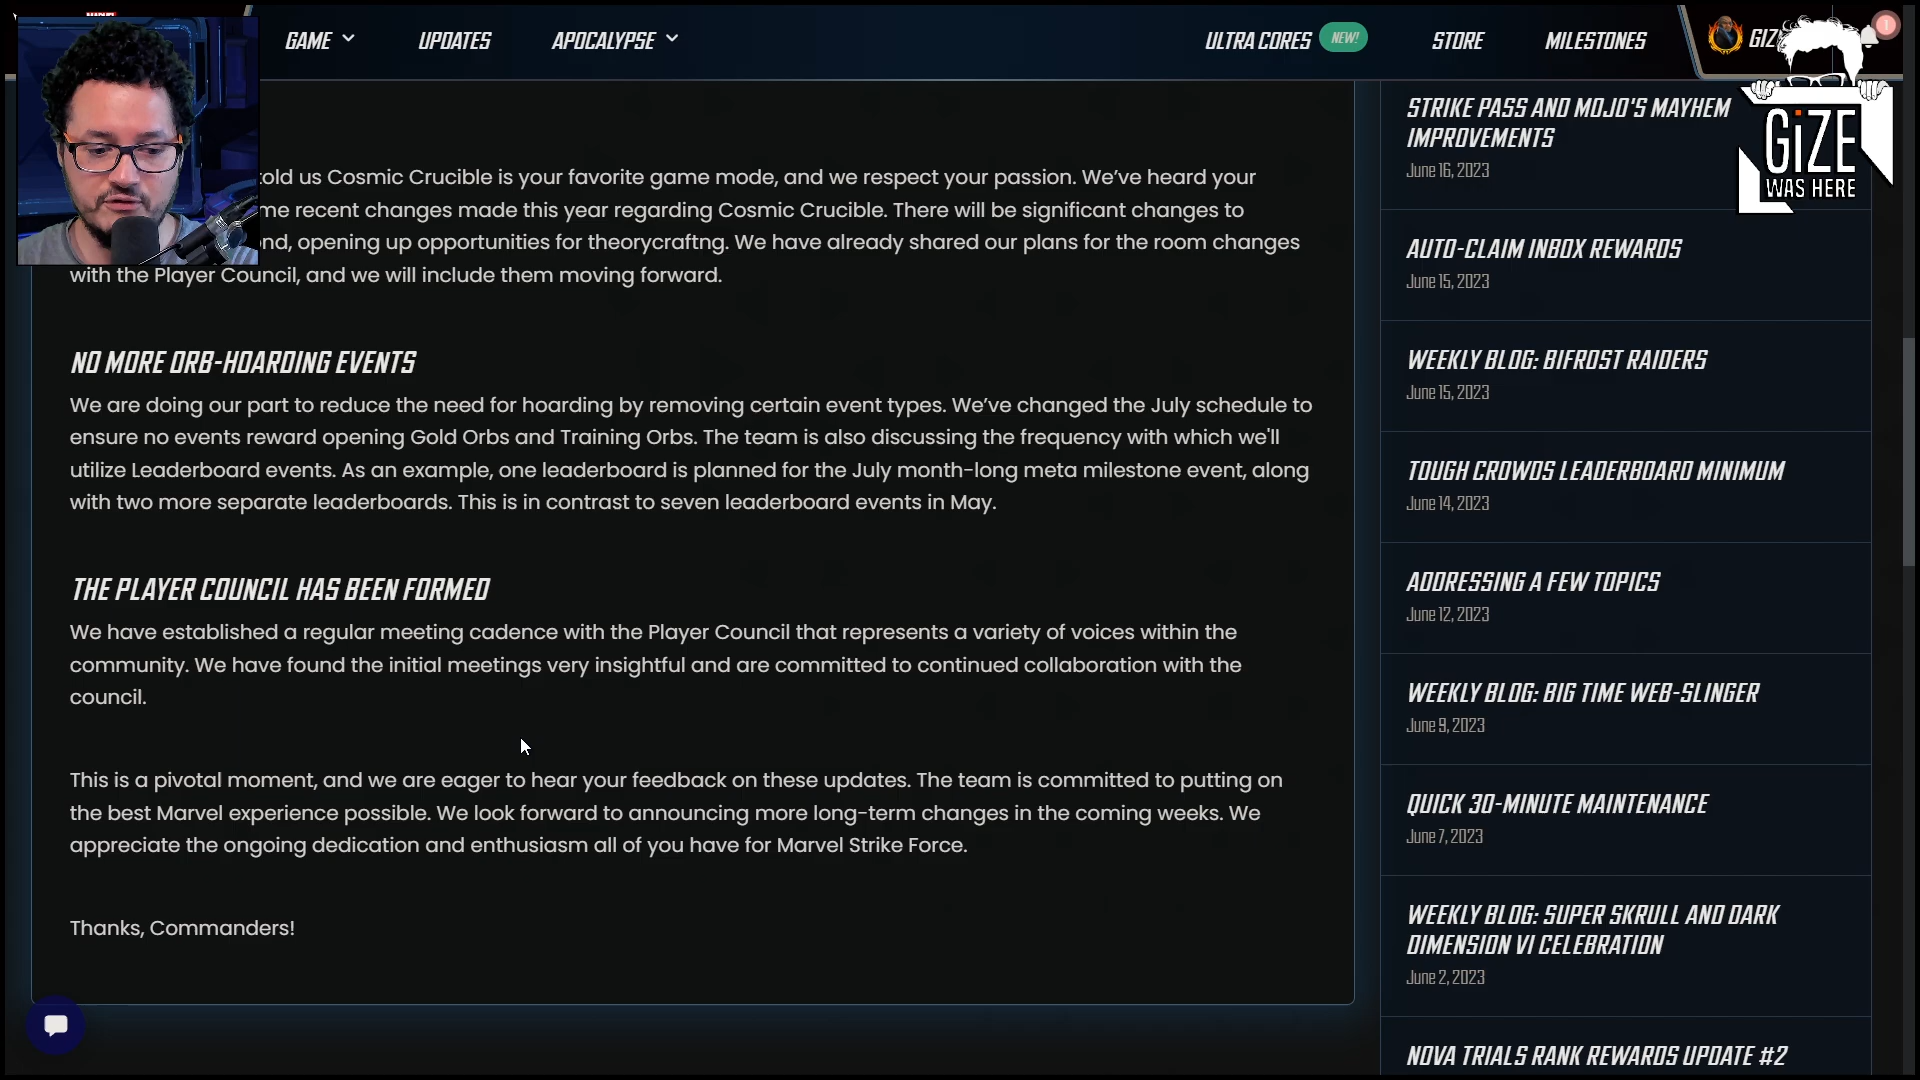 MARVEL
GAME
UPDATES
APOCALYPSE
ULTRA CORES
NEW!
STORE
MILESTONES
1
GiZE
WAS HERE
told us Cosmic Crucible is your favorite game mode, and we respect your passion. We've heard your
me recent changes made this year regarding Cosmic Crucible. There will be significant changes to
ond, opening up opportunities for theorycraftng. We have already shared our plans for the room changes
with the Player Council, and we will include them moving forward.
NO MORE ORB-HOARDING EVENTS
We are doing our part to reduce the need for hoarding by removing certain event types. We've changed the July schedule to
ensure no events reward opening Gold Orbs and Training Orbs. The team is also discussing the frequency with which we'll
utilize Leaderboard events. As an example, one leaderboard is planned for the July month-long meta milestone event, along
with two more separate leaderboards. This is in contrast to seven leaderboard events in May.
THE PLAYER COUNCIL HAS BEEN FORMED
We have established a regular meeting cadence with the Player Council that represents a variety of voices within the
community. We have found the initial meetings very insightful and are committed to continued collaboration with the
council.
This is a pivotal moment, and we are eager to hear your feedback on these updates. The team is committed to putting on
the best Marvel experience possible. We look forward to announcing more long-term changes in the coming weeks. We
appreciate the ongoing dedication and enthusiasm all of you have for Marvel Strike Force.
Thanks, Commanders!
STRIKE PASS AND MOJO'S MAYHEM
IMPROVEMENTS
June 16, 2023
AUTO-CLAIM INBOX REWARDS
June 15, 2023
WEEKLY BLOG: BIFROST RAIDERS
June 15, 2023
TOUGH CROWDS LEADERBOARD MINIMUM
June 14, 2023
ADDRESSING A FEW TOPICS
June 12, 2023
WEEKLY BLOG: BIG TIME WEB-SLINGER
June 9, 2023
QUICK 30-MINUTE MAINTENANCE
June 7, 2023
WEEKLY BLOG: SUPER SKRULL AND DARK
DIMENSION VI CELEBRATION
June 2, 2023
NOVA TRIALS RANK REWARDS UPDATE #2